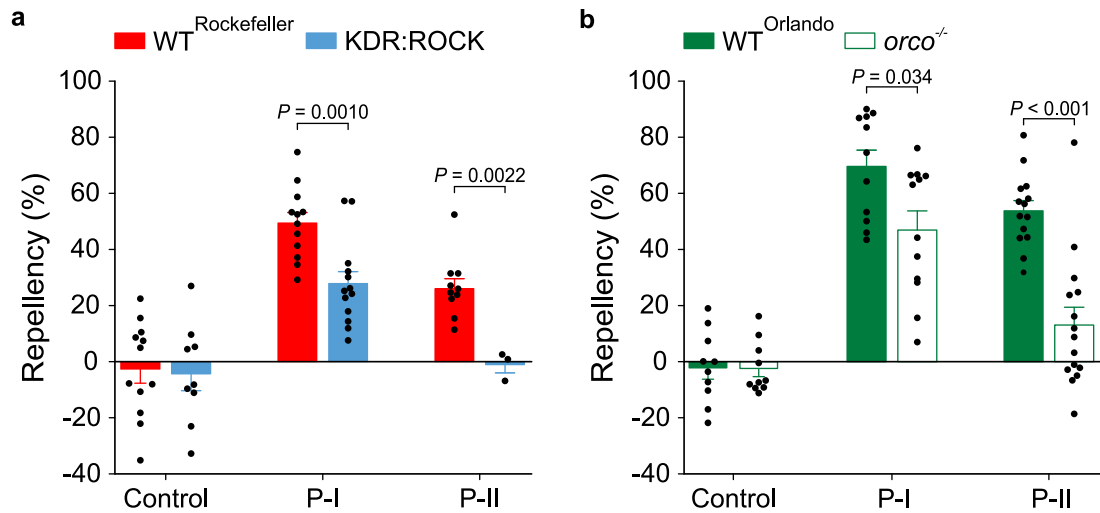 a
WT^Rockefeller KDR:ROCK
Repellency (%)
100
80
60
40
20
0
-20
-40
P = 0.0010
P = 0.0022
Control P-I P-II
b
WT^Orlando orco^-/-
Repellency (%)
100
80
60
40
20
0
-20
-40
P = 0.034
P < 0.001
Control P-I P-II